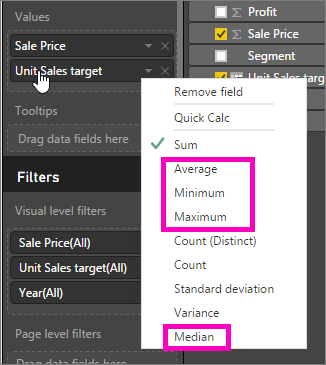 Values
Sale Price
Unit Sales target
Tooltips
Drag data fields here
Filters
Visual level filters
Sale Price(All)
Unit Sales target(All)
Year(All)
Page level filters
Drag data fields here
Profit
Sale Price
Segment
Unit Sales targ
Remove field
Quick Calc
Sum
Average
Minimum
Maximum
Count (Distinct)
Count
Standard deviation
Variance
Median